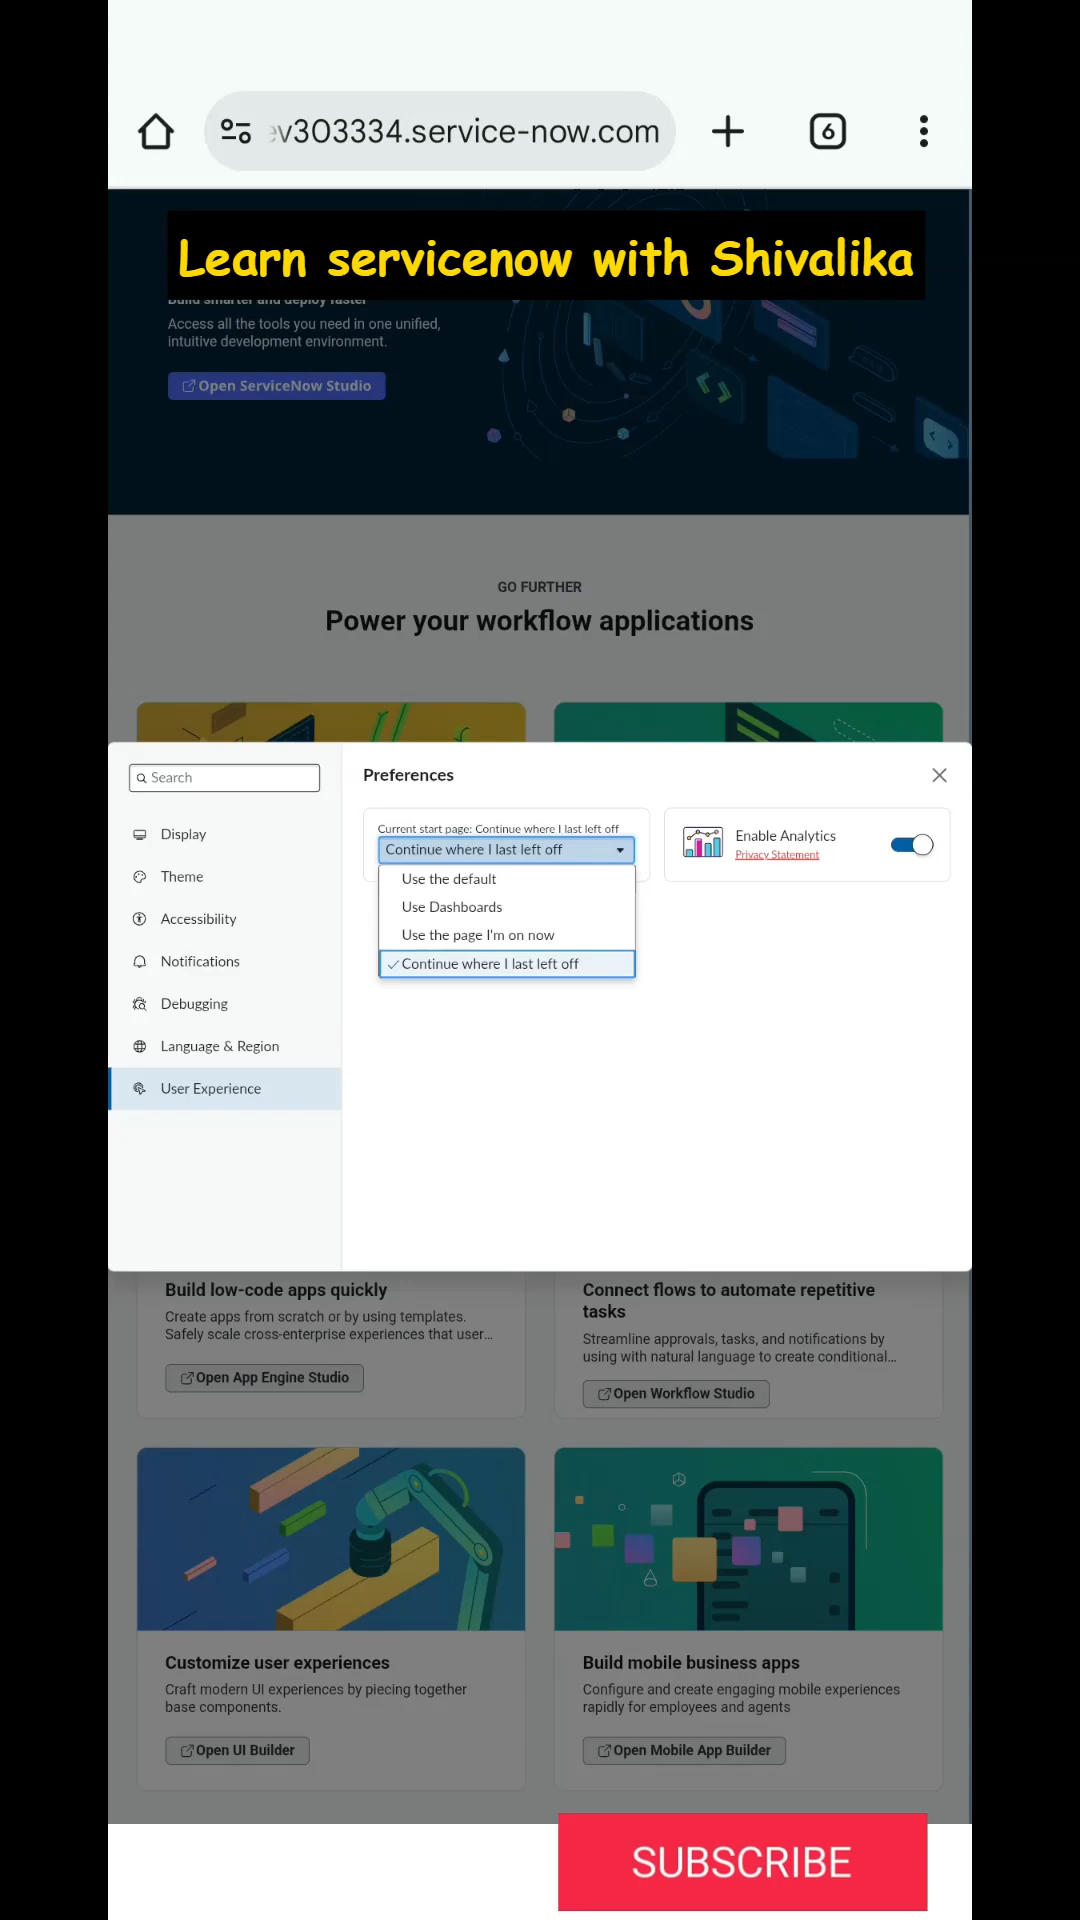 v303334.service-now.com
6
Learn servicenow with Shivalika
Build smarter and deploy faster
Access all the tools you need in one unified,
intuitive development environment.
Open ServiceNow Studio
GO FURTHER
Power your workflow applications
Search
Display
Theme
Accessibility
Notifications
Debugging
Language & Region
User Experience
Preferences
Current start page: Continue where I last left off
Continue where I last left off
Use the default
Use Dashboards
Use the page I'm on now
Continue where I last left off
Enable Analytics
Privacy Statement
Build low-code apps quickly
Create apps from scratch or by using templates.
Safely scale cross-enterprise experiences that user...
Open App Engine Studio
Connect flows to automate repetitive
tasks
Streamline approvals, tasks, and notifications by
using with natural language to create conditional...
Open Workflow Studio
Customize user experiences
Craft modern UI experiences by piecing together
base components.
Open UI Builder
Build mobile business apps
Configure and create engaging mobile experiences
rapidly for employees and agents
Open Mobile App Builder
SUBSCRIBE